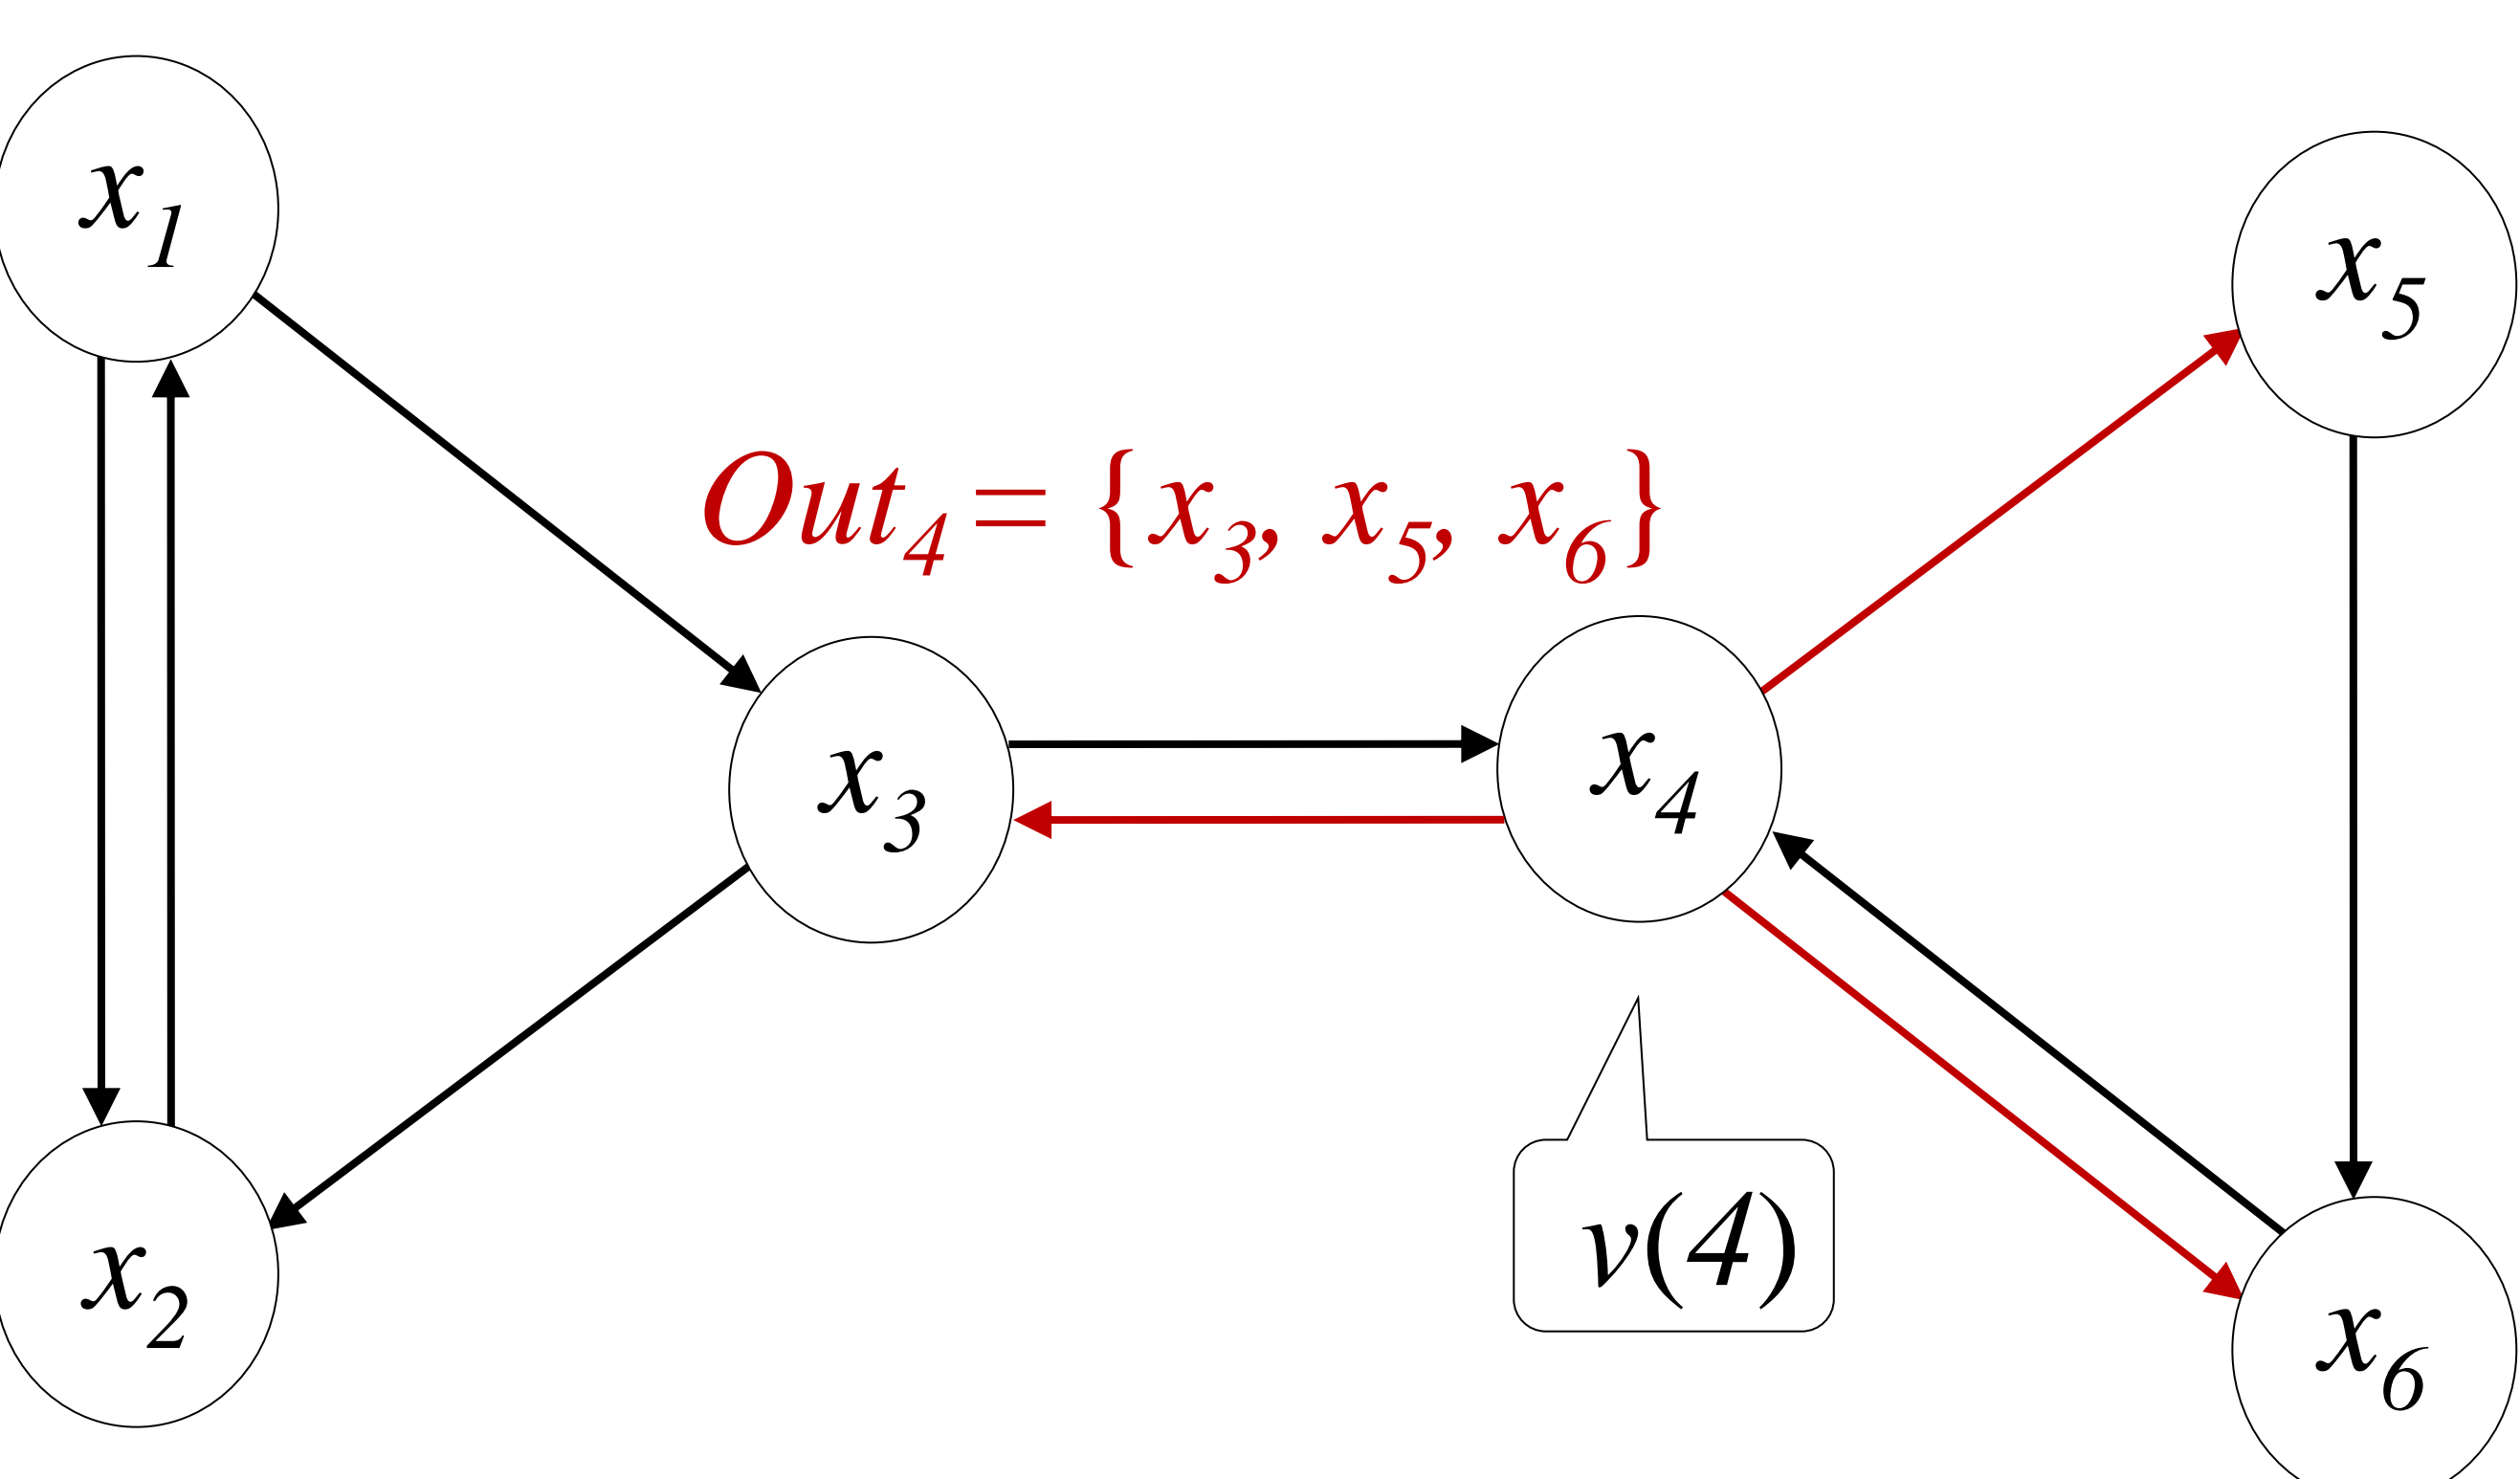 x₁
x₅
Out₄ = {x₃, x₅, x₆}
x₃
x₄
v(4)
x₂
x₆